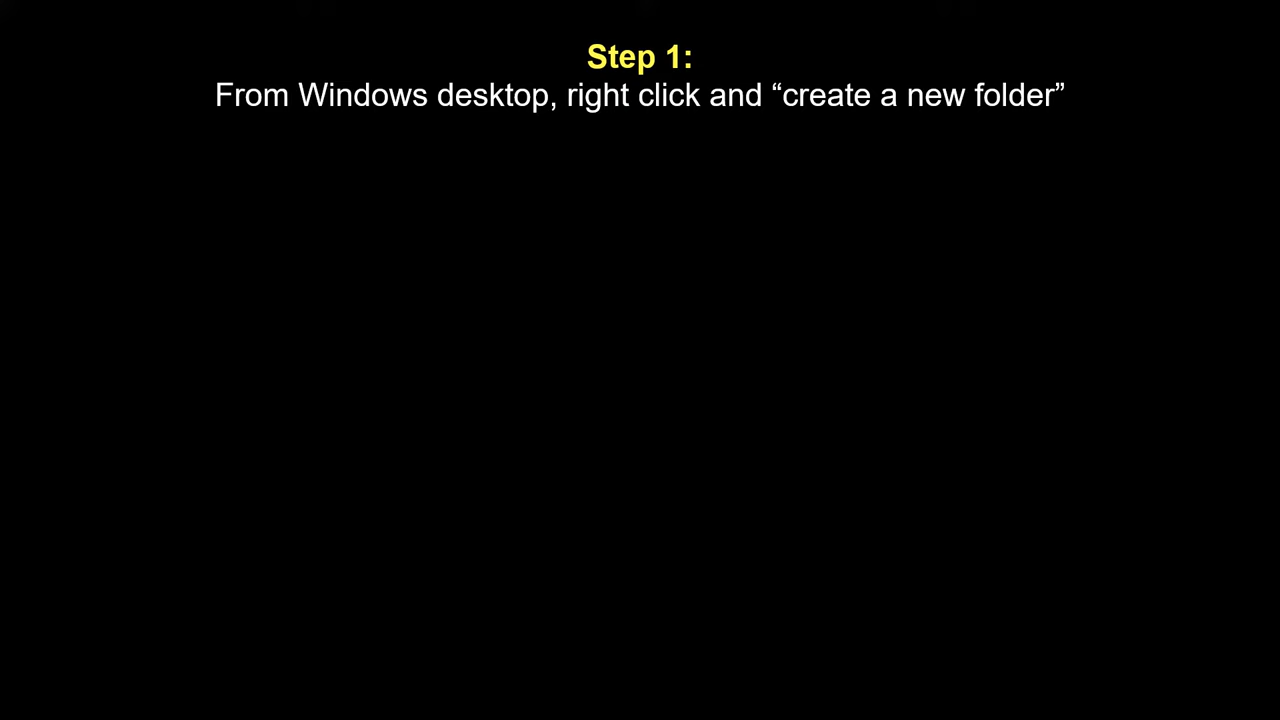 Step 1:
From Windows desktop, right click and “create a new folder”